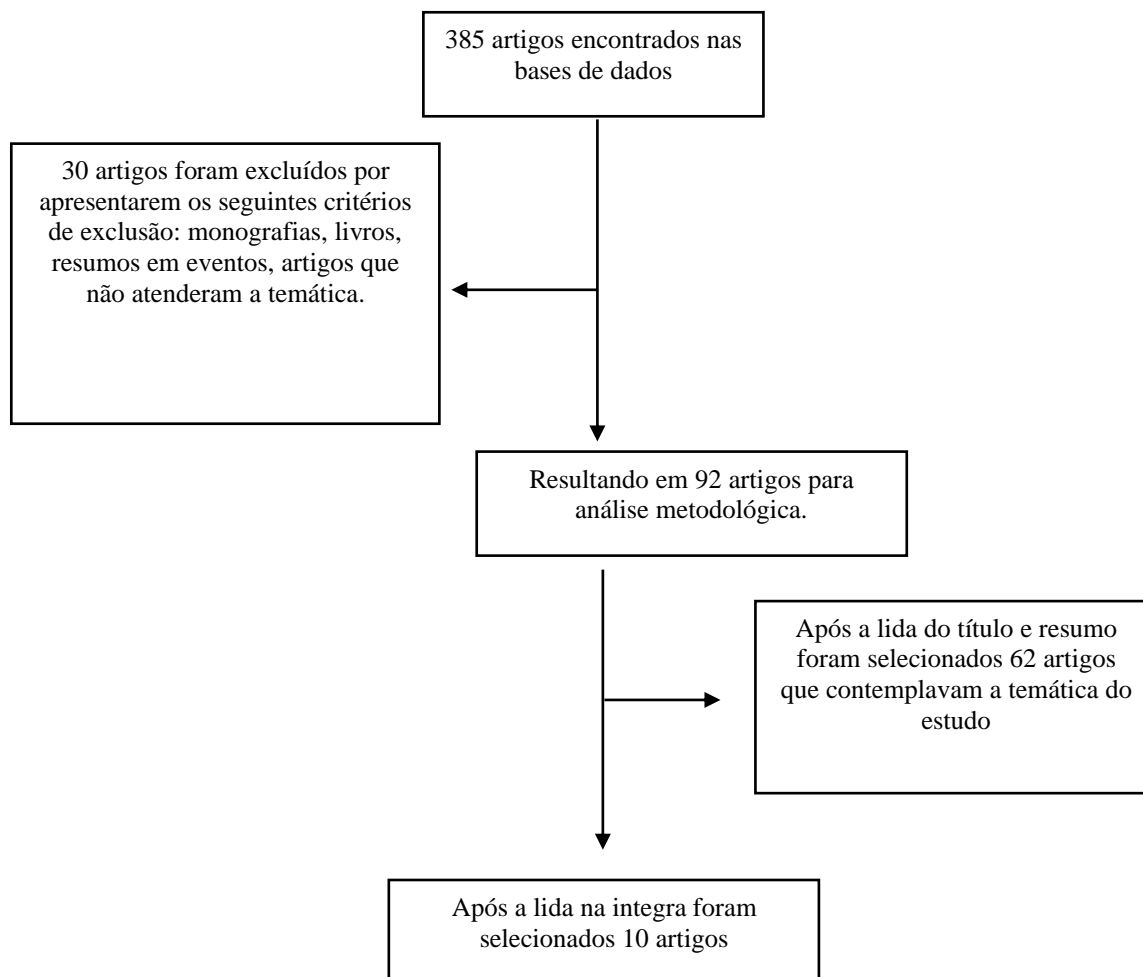 385 artigos encontrados nas
bases de dados
30 artigos foram excluídos por
apresentarem os seguintes critérios
de exclusão: monografias, livros,
resumos em eventos, artigos que
não atenderam a temática.
Resultando em 92 artigos para
análise metodológica.
Após a lida do título e resumo
foram selecionados 62 artigos
que contemplavam a temática do
estudo
Após a lida na integra foram
selecionados 10 artigos